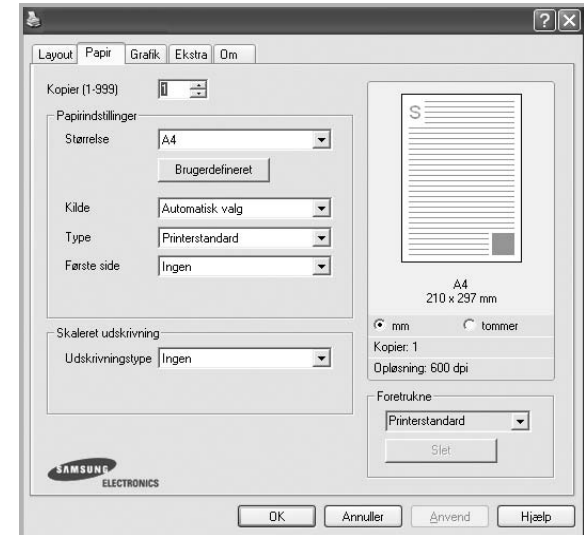 Layout Papir Grafik Ekstra Om
Kopier (1-999) 1
Papirindstillinger
Størrelse A4
Brugerdefineret
Kilde Automatisk valg
Type Printerstandard
Første side Ingen
Skaleret udskrivning
Udskrivningstype Ingen
SAMSUNG
ELECTRONICS
S
A4
210 x 297 mm
mm tommer
Kopier: 1
Opløsning: 600 dpi
Foretrukne
Printerstandard
Slet
OK Annuller Anvend Hjælp